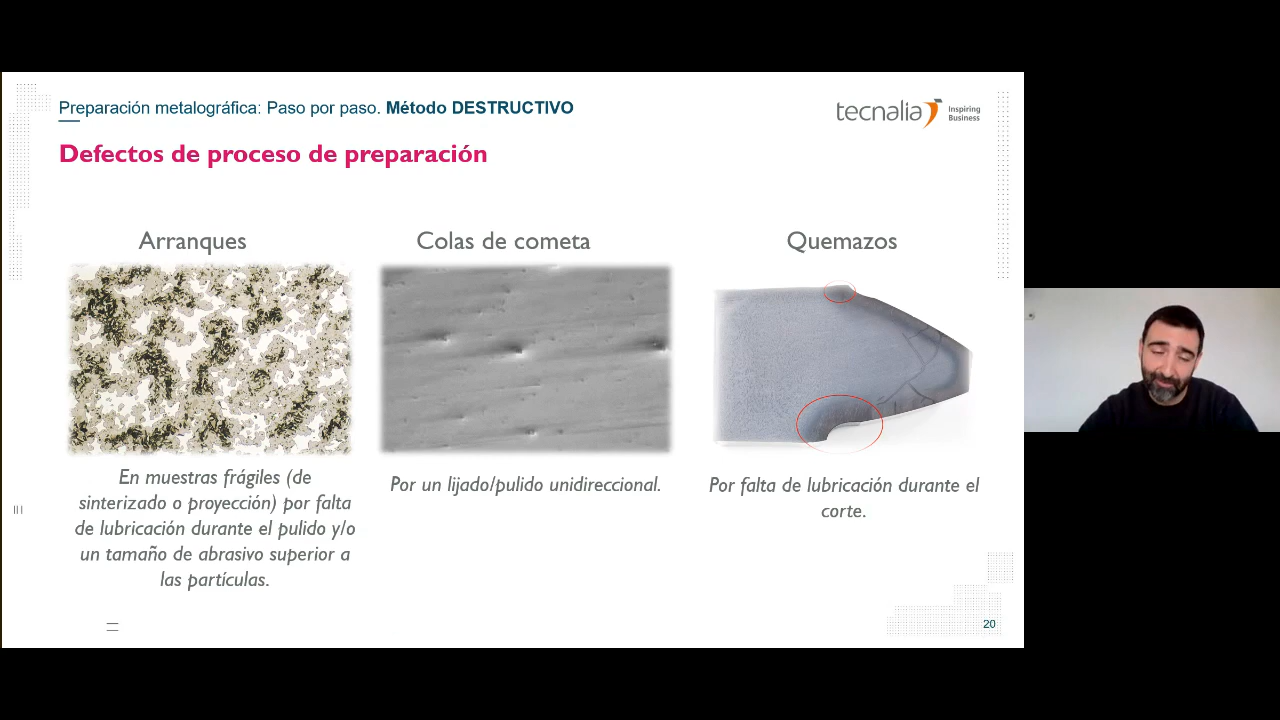 Preparación metalográfica: Paso por paso. Método DESTRUCTIVO
tecnalia Inspiring
Business
Defectos de proceso de preparación
Arranques
Colas de cometa
Quemazos
En muestras frágiles (de
sinterizado o proyección) por falta
de lubricación durante el pulido y/o
un tamaño de abrasivo superior a
las partículas.
Por un lijado/pulido unidireccional.
Por falta de lubricación durante el
corte.
20